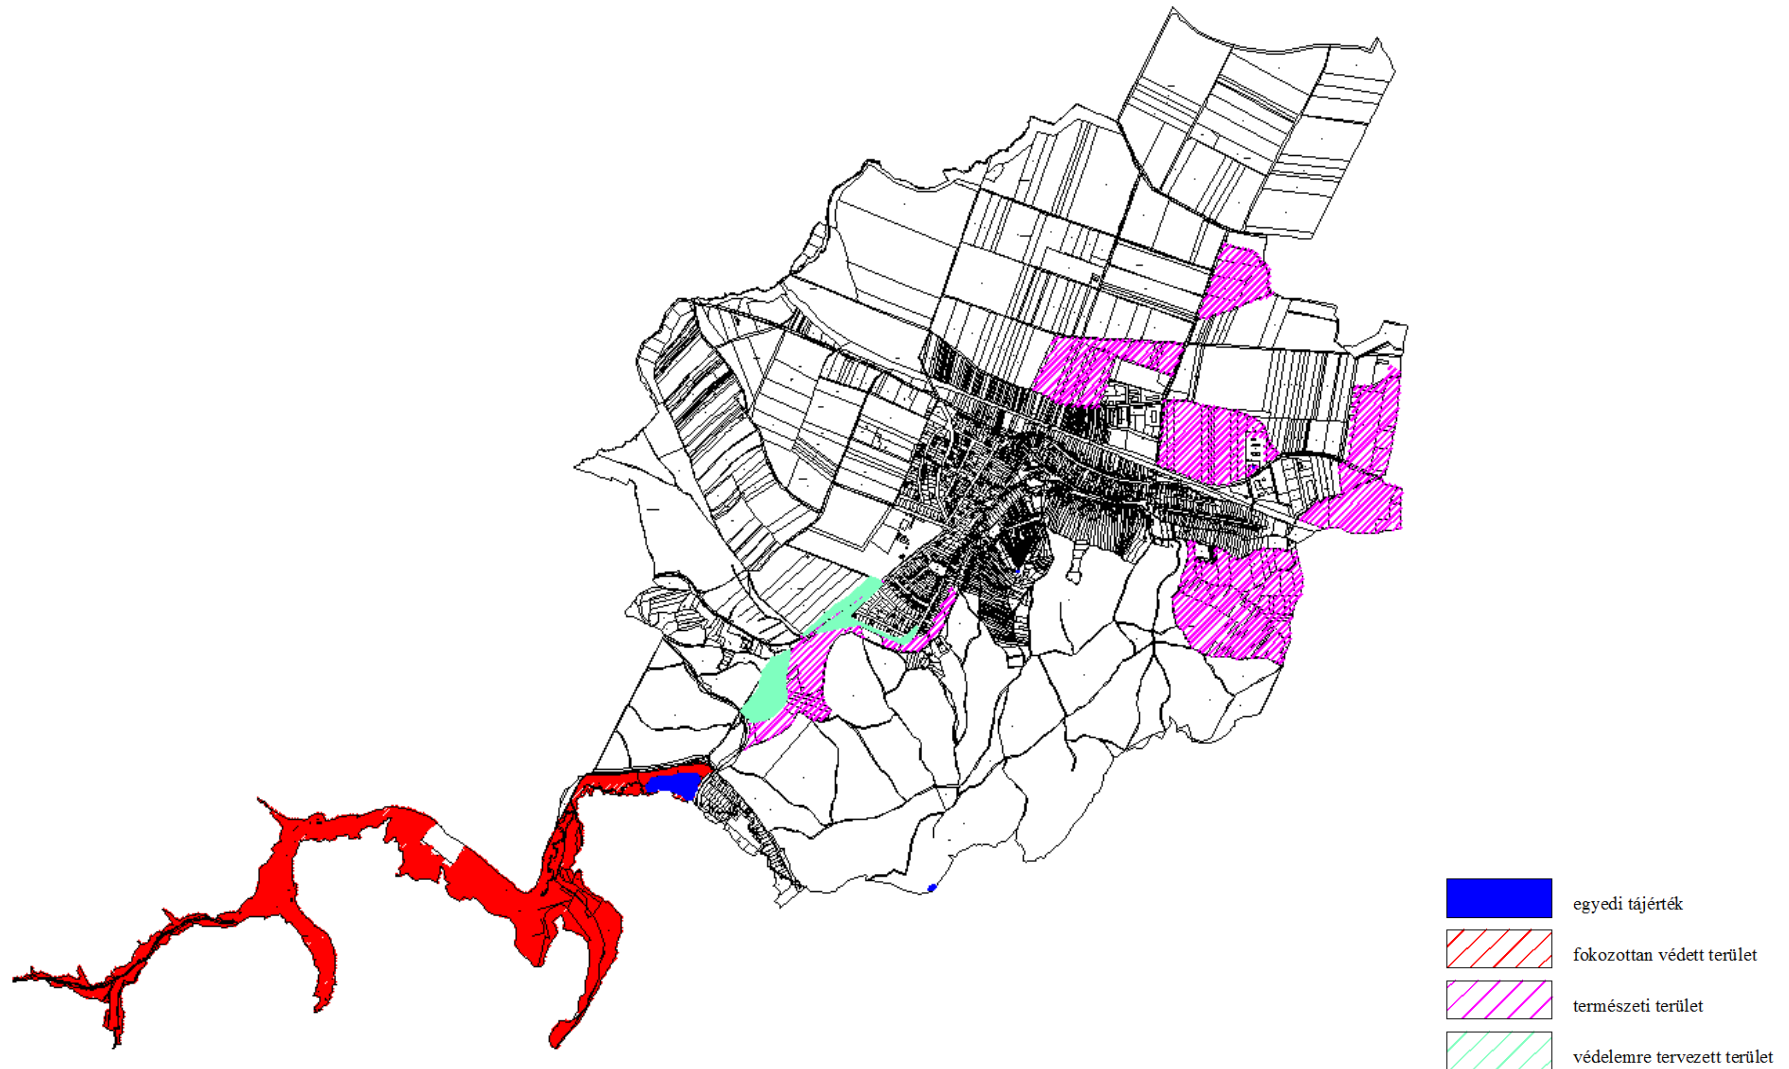 egyedi tájérték
fokozottan védett terület
természeti terület
védelemre tervezett terület